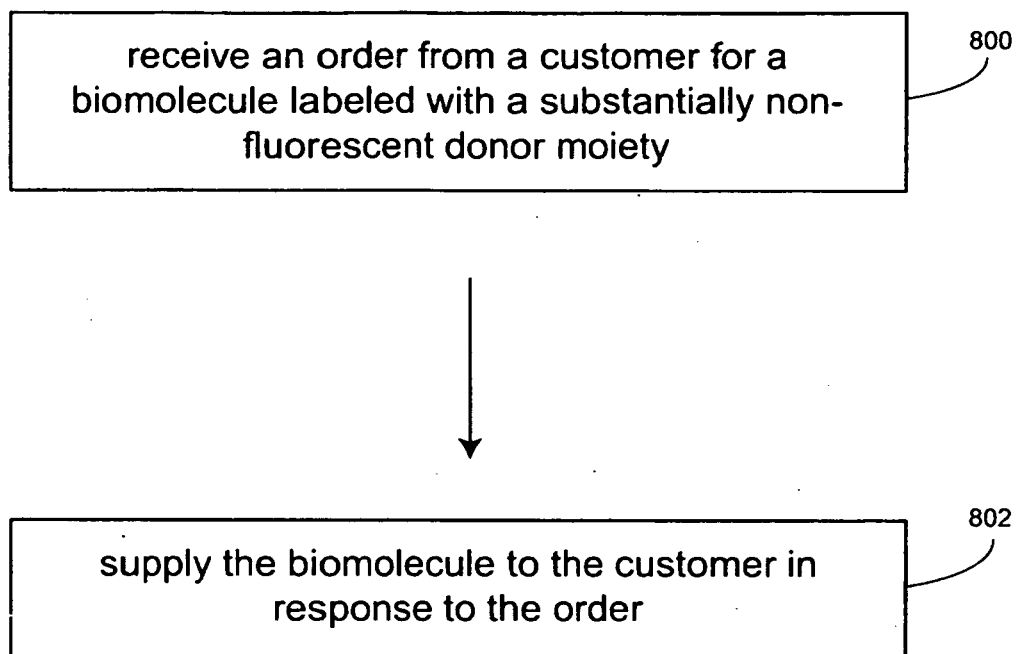 receive an order from a customer for a
biomolecule labeled with a substantially non-
fluorescent donor moiety
800
supply the biomolecule to the customer in
response to the order
802